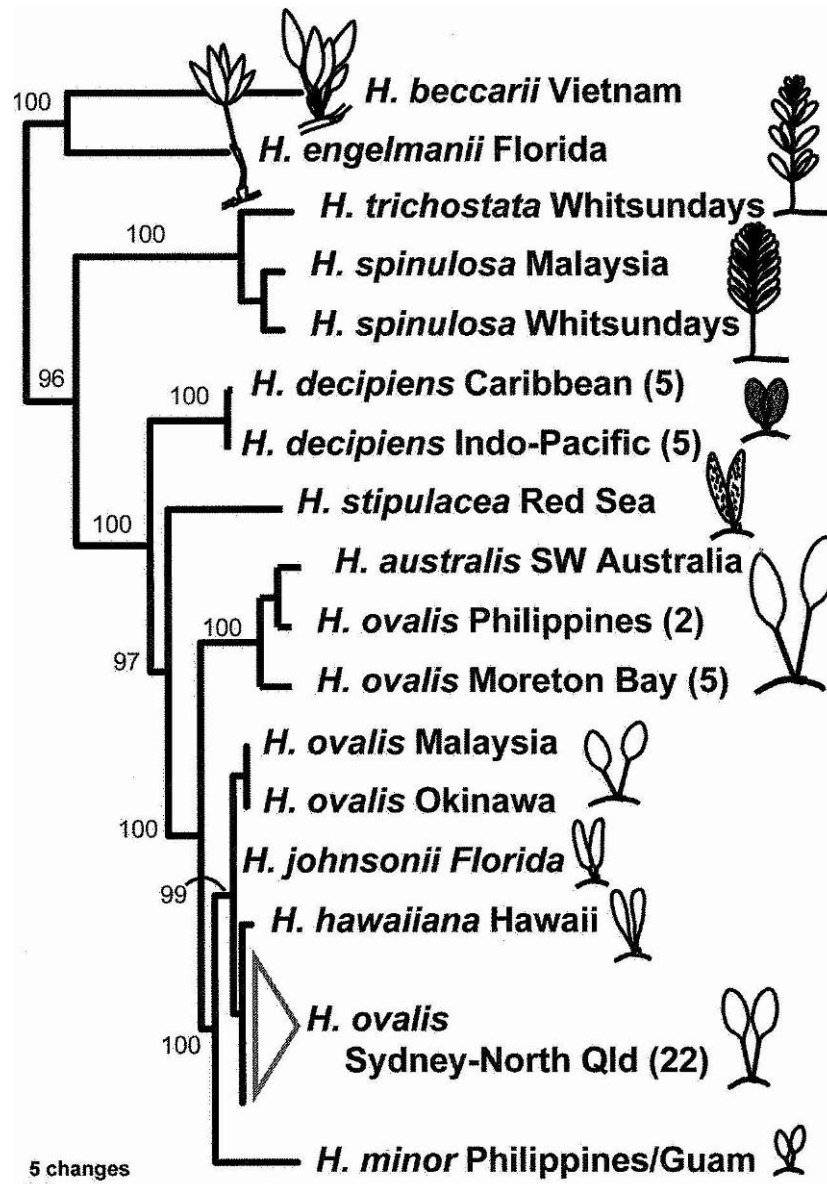 100
H. beccarii Vietnam
H. engelmanii Florida
H. trichostata Whitsundays
100
H. spinulosa Malaysia
H. spinulosa Whitsundays
96
100
H. decipiens Caribbean (5)
H. decipiens Indo-Pacific (5)
H. stipulacea Red Sea
100
H. australis SW Australia
100
H. ovalis Philippines (2)
97
H. ovalis Moreton Bay (5)
H. ovalis Malaysia
H. ovalis Okinawa
100
H. johnsonii Florida
99
H. hawaiiana Hawaii
H. ovalis
Sydney-North Qld (22)
100
H. minor Philippines/Guam
5 changes